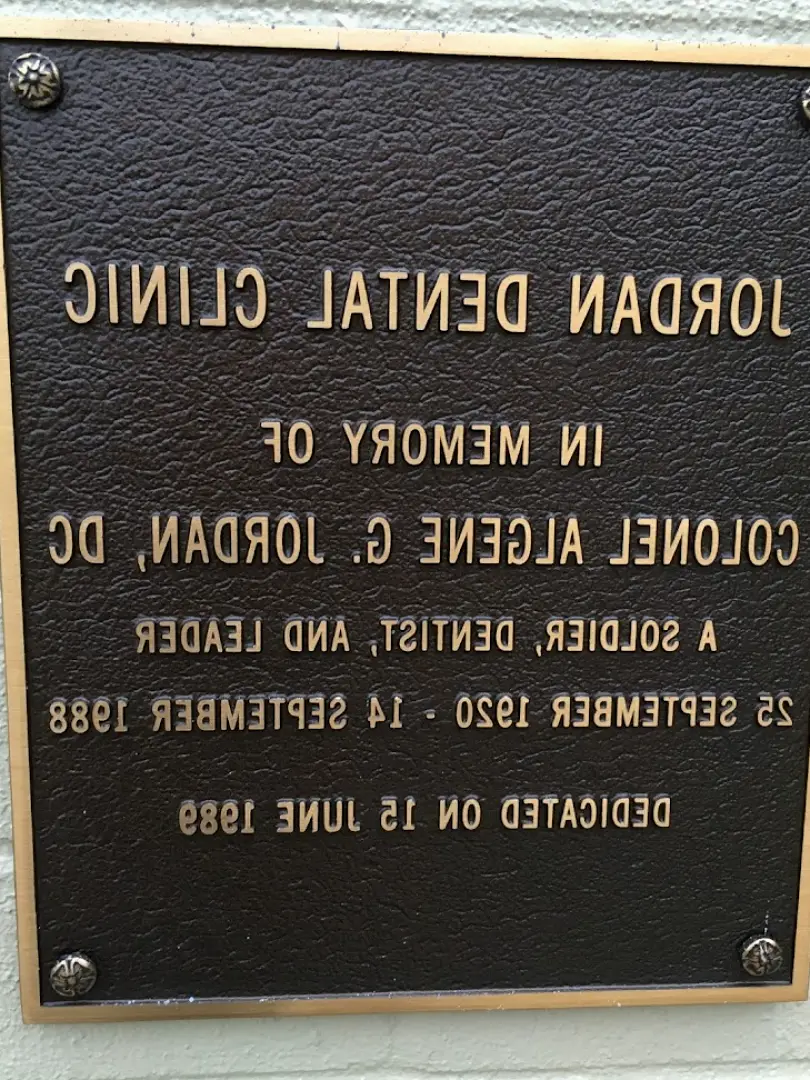 JORDAN DENTAL CLINIC
IN MEMORY OF
COLONEL ALGENE G. JORDAN, DC
A SOLDIER, DENTIST, AND LEADER
25 SEPTEMBER 1920 - 14 SEPTEMBER 1988
DEDICATED ON 15 JUNE 1989